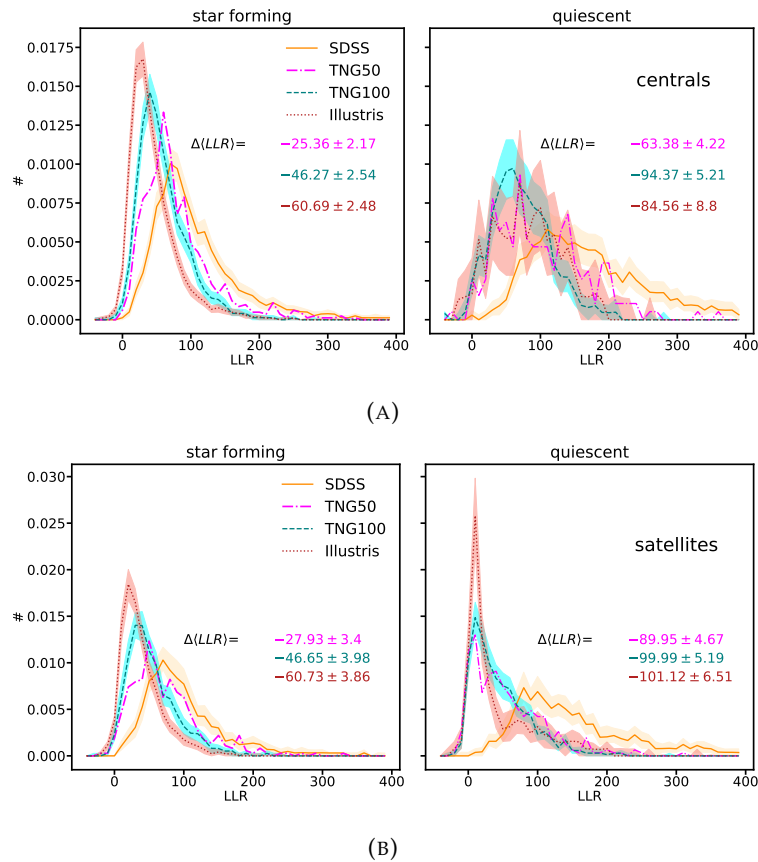 star forming
quiescent
0.0175
0.0150
0.0125
0.0100
0.0075
0.0050
0.0025
0.0000
#
SDSS
TNG50
TNG100
Illustris
Δ⟨LLR⟩=
−25.36 ± 2.17
−46.27 ± 2.54
−60.69 ± 2.48
centrals
Δ⟨LLR⟩=
−63.38 ± 4.22
−94.37 ± 5.21
−84.56 ± 8.8
0 100 200 300 400
0 100 200 300 400
LLR
LLR
(A)
star forming
quiescent
0.030
0.025
0.020
0.015
0.010
0.005
0.000
#
SDSS
TNG50
TNG100
Illustris
Δ⟨LLR⟩=
−27.93 ± 3.4
−46.65 ± 3.98
−60.73 ± 3.86
satellites
Δ⟨LLR⟩=
−89.95 ± 4.67
−99.99 ± 5.19
−101.12 ± 6.51
0 100 200 300 400
0 100 200 300 400
LLR
LLR
(B)